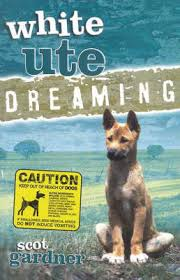 white
ute
DREAMING
CAUTION
KEEP OUT OF REACH OF DOGS
DO NOT INDUCE VOMITING
scot
gardner